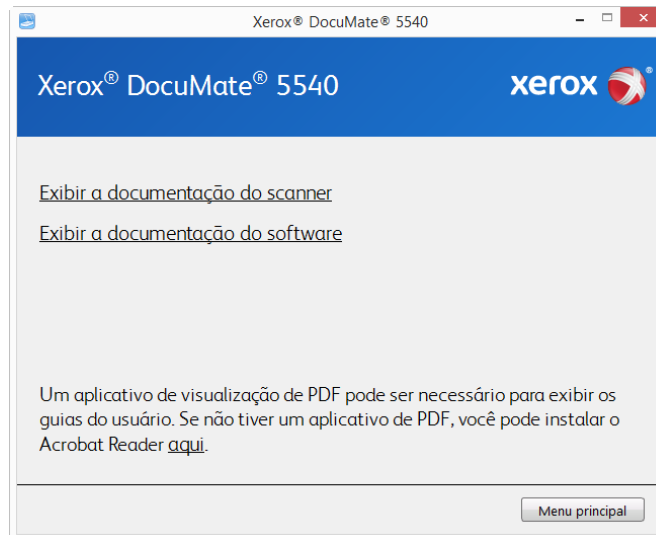 Xerox® DocuMate® 5540
Xerox® DocuMate® 5540
xerox ®
Exibir a documentação do scanner
Exibir a documentação do software
Um aplicativo de visualização de PDF pode ser necessário para exibir os
guias do usuário. Se não tiver um aplicativo de PDF, você pode instalar o
Acrobat Reader aqui.
Menu principal